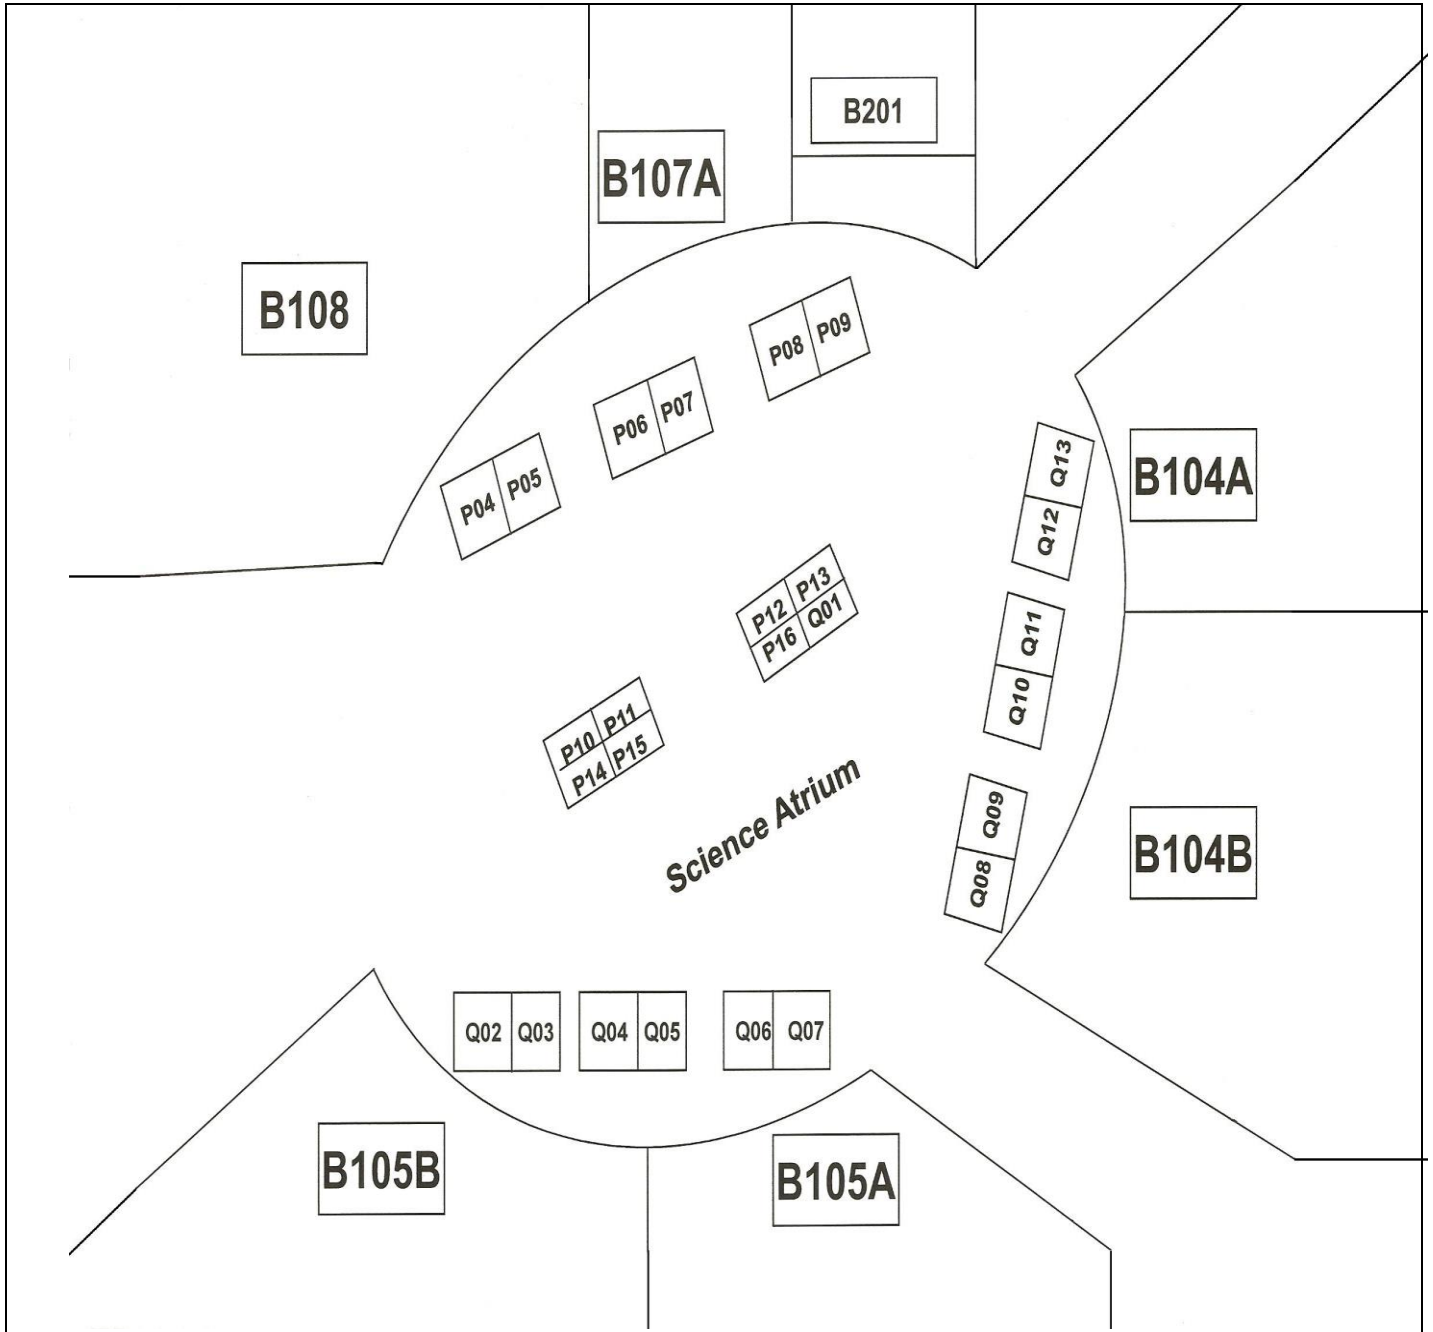 B201
B107A
B108
P08 P09
P06 P07
P04 P05
Q13
Q12
B104A
P12 P13
P16 Q01
Q11
Q10
P10 P11
P14 P15
Science Atrium
Q09
Q08
B104B
Q02 Q03 Q04 Q05 Q06 Q07
B105B
B105A